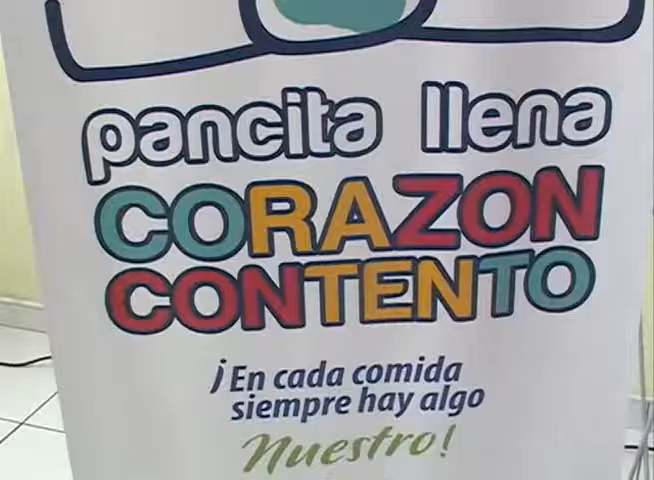 pancita llena
CORAZON
CONTENTO
¡En cada comida
siempre hay algo
Nuestro!